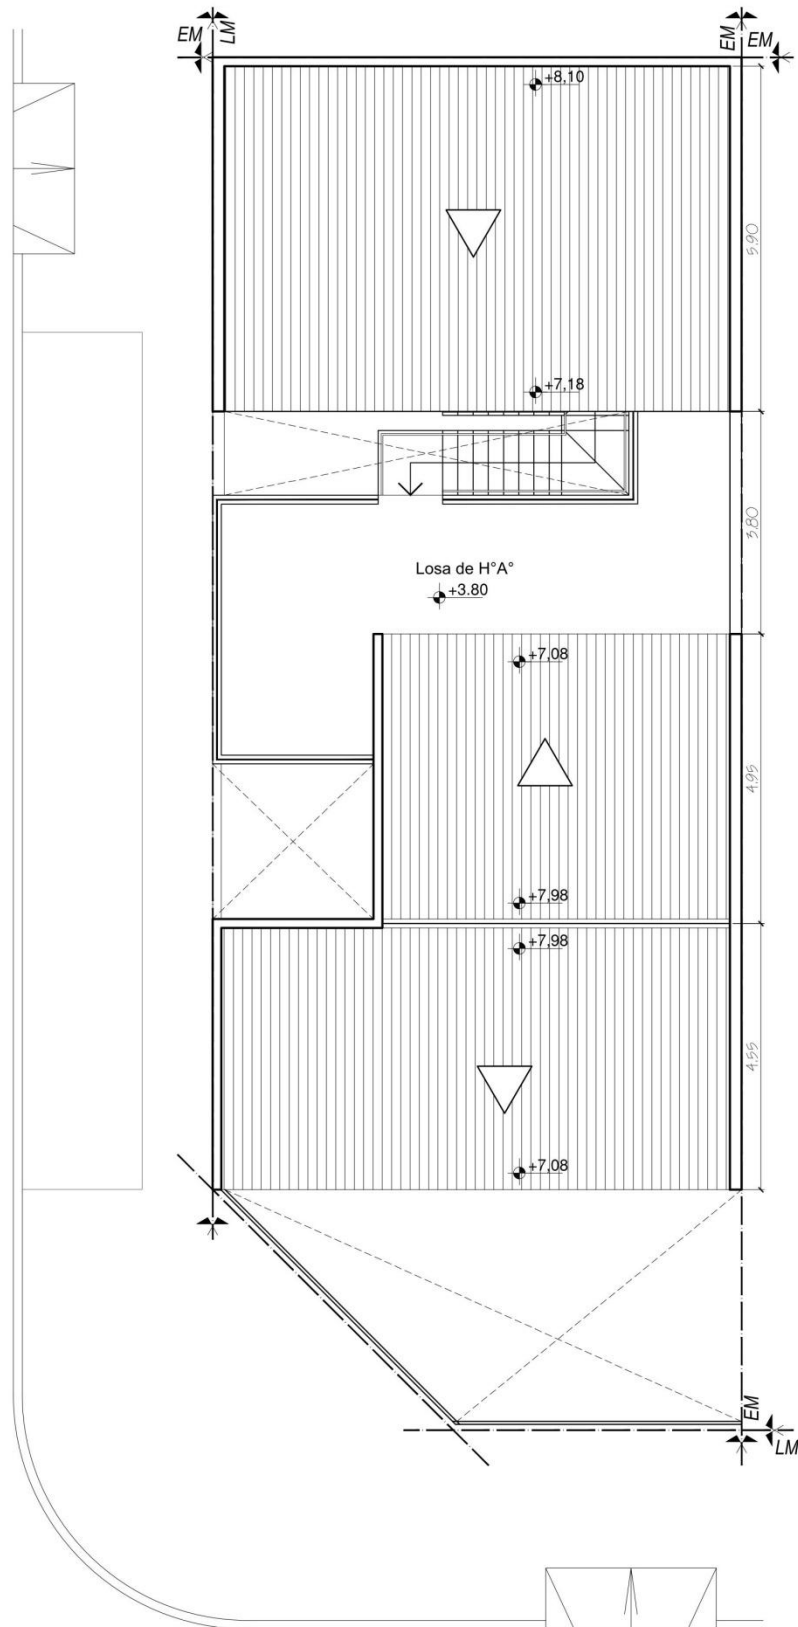 EM
LM
EM
EM
+8,10
5.90
+7,18
3.80
Losa de H°A°
+3.80
+7,08
4.95
+7,98
+7,98
4.55
+7,08
EM
LM